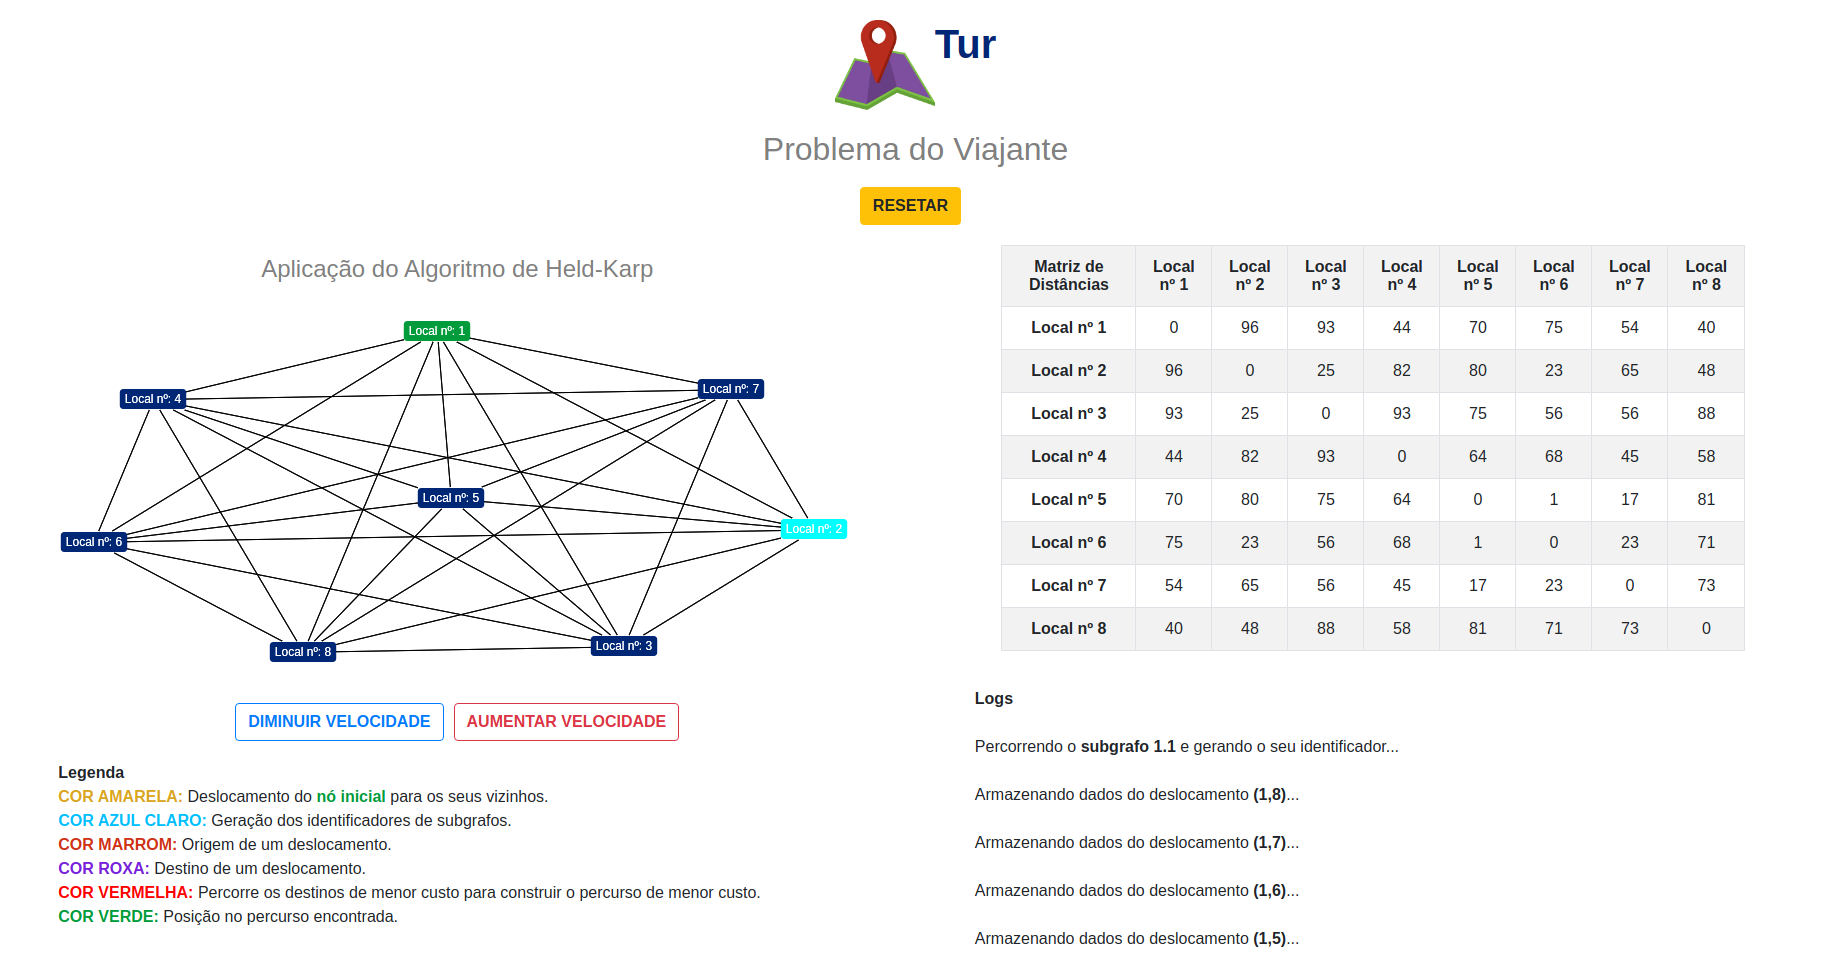 Tur
Problema do Viajante
RESETAR
Aplicação do Algoritmo de Held-Karp
Local nº: 1
Local nº: 7
Local nº: 4
Local nº: 5
Local nº: 2
Local nº: 6
Local nº: 3
Local nº: 8
DIMINUIR VELOCIDADE AUMENTAR VELOCIDADE
Legenda
COR AMARELA: Deslocamento do nó inicial para os seus vizinhos.
COR AZUL CLARO: Geração dos identificadores de subgrafos.
COR MARROM: Origem de um deslocamento.
COR ROXA: Destino de um deslocamento.
COR VERMELHA: Percorre os destinos de menor custo para construir o percurso de menor custo.
COR VERDE: Posição no percurso encontrada.
Matriz de Local Local Local Local Local Local Local Local
Distâncias nº 1 nº 2 nº 3 nº 4 nº 5 nº 6 nº 7 nº 8
Local nº 1 0 96 93 44 70 75 54 40
Local nº 2 96 0 25 82 80 23 65 48
Local nº 3 93 25 0 93 75 56 56 88
Local nº 4 44 82 93 0 64 68 45 58
Local nº 5 70 80 75 64 0 1 17 81
Local nº 6 75 23 56 68 1 0 23 71
Local nº 7 54 65 56 45 17 23 0 73
Local nº 8 40 48 88 58 81 71 73 0
Logs
Percorrendo o subgrafo 1.1 e gerando o seu identificador...
Armazenando dados do deslocamento (1,8)...
Armazenando dados do deslocamento (1,7)...
Armazenando dados do deslocamento (1,6)...
Armazenando dados do deslocamento (1,5)...